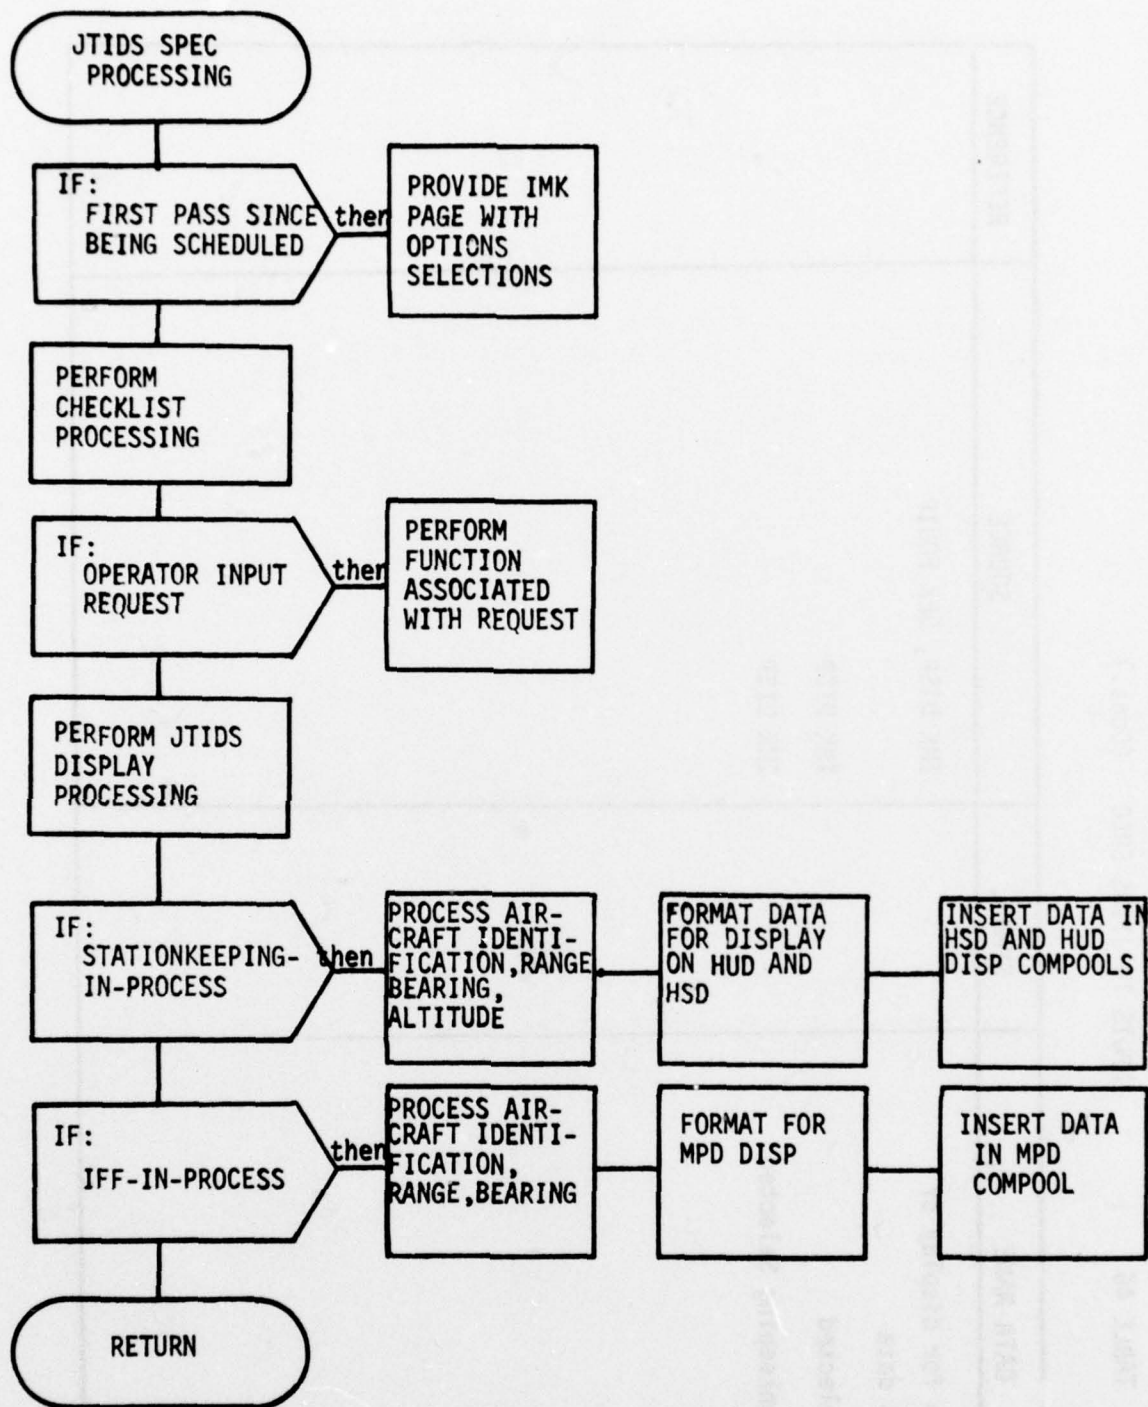 JTIDS SPEC
PROCESSING
IF:
FIRST PASS SINCE
BEING SCHEDULED
then
PROVIDE IMK
PAGE WITH
OPTIONS
SELECTIONS
PERFORM
CHECKLIST
PROCESSING
IF:
OPERATOR INPUT
REQUEST
then
PERFORM
FUNCTION
ASSOCIATED
WITH REQUEST
PERFORM JTIDS
DISPLAY
PROCESSING
IF:
STATIONKEEPING-
IN-PROCESS
then
PROCESS AIR-
CRAFT IDENTI-
FICATION,RANGE
BEARING,
ALTITUDE
FORMAT DATA
FOR DISPLAY
ON HUD AND
HSD
INSERT DATA IN
HSD AND HUD
DISP COMPOOLS
IF:
IFF-IN-PROCESS
then
PROCESS AIR-
CRAFT IDENTI-
FICATION,
RANGE,BEARING
FORMAT FOR
MPD DISP
INSERT DATA
IN MPD
COMPOOL
RETURN